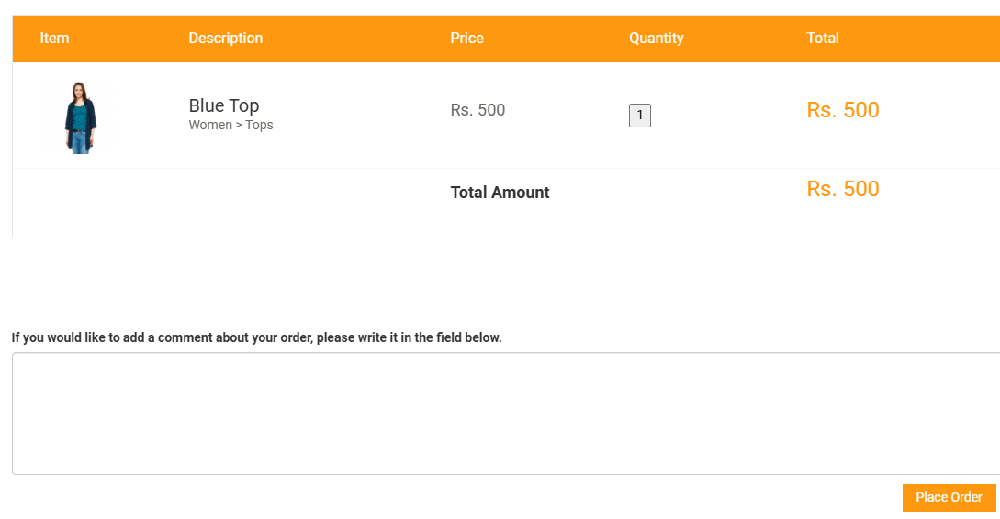 Item Description Price Quantity Total
Blue Top
Women > Tops
Rs. 500
1
Rs. 500
Total Amount Rs. 500
If you would like to add a comment about your order, please write it in the field below.
Place Order